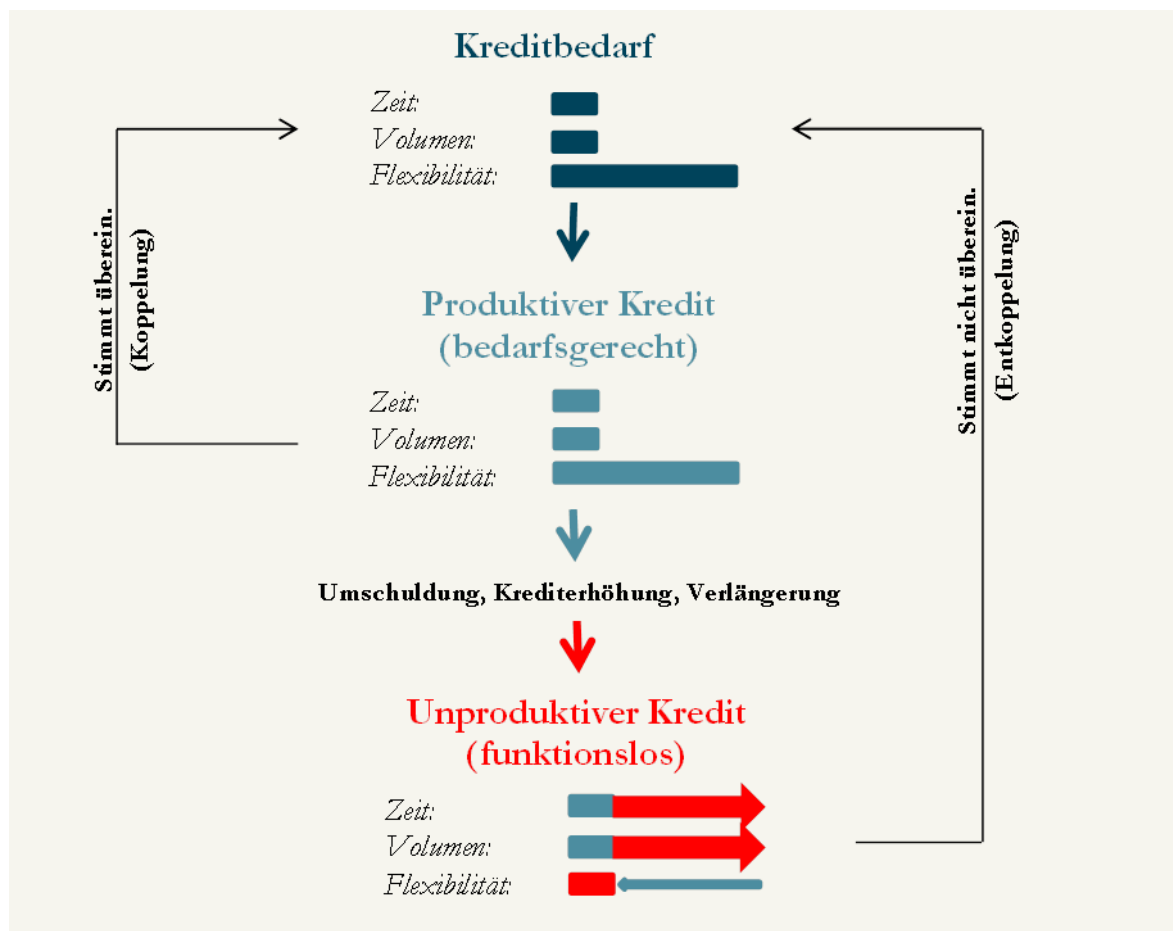 Kreditbedarf
Zeit:
Volumen:
Flexibilität:
Stimmt überein.
(Koppelung)
Stimmt nicht überein.
(Entkoppelung)
Produktiver Kredit
(bedarfsgerecht)
Zeit:
Volumen:
Flexibilität:
Umschuldung, Krediterhöhung, Verlängerung
Unproduktiver Kredit
(funktionslos)
Zeit:
Volumen:
Flexibilität: